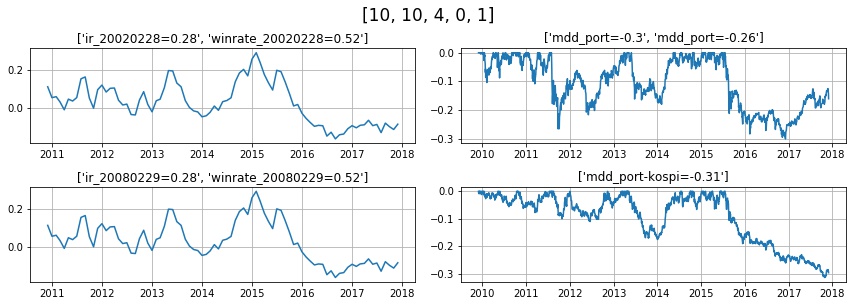 [10, 10, 4, 0, 1]
['ir_20020228=0.28', 'winrate_20020228=0.52']
0.2
0.0
2011 2012 2013 2014 2015 2016 2017 2018
['mdd_port=-0.3', 'mdd_port=-0.26']
0.0
−0.1
−0.2
−0.3
2010 2011 2012 2013 2014 2015 2016 2017 2018
['ir_20080229=0.28', 'winrate_20080229=0.52']
0.2
0.0
2011 2012 2013 2014 2015 2016 2017 2018
['mdd_port-kospi=-0.31']
0.0
−0.1
−0.2
−0.3
2010 2011 2012 2013 2014 2015 2016 2017 2018